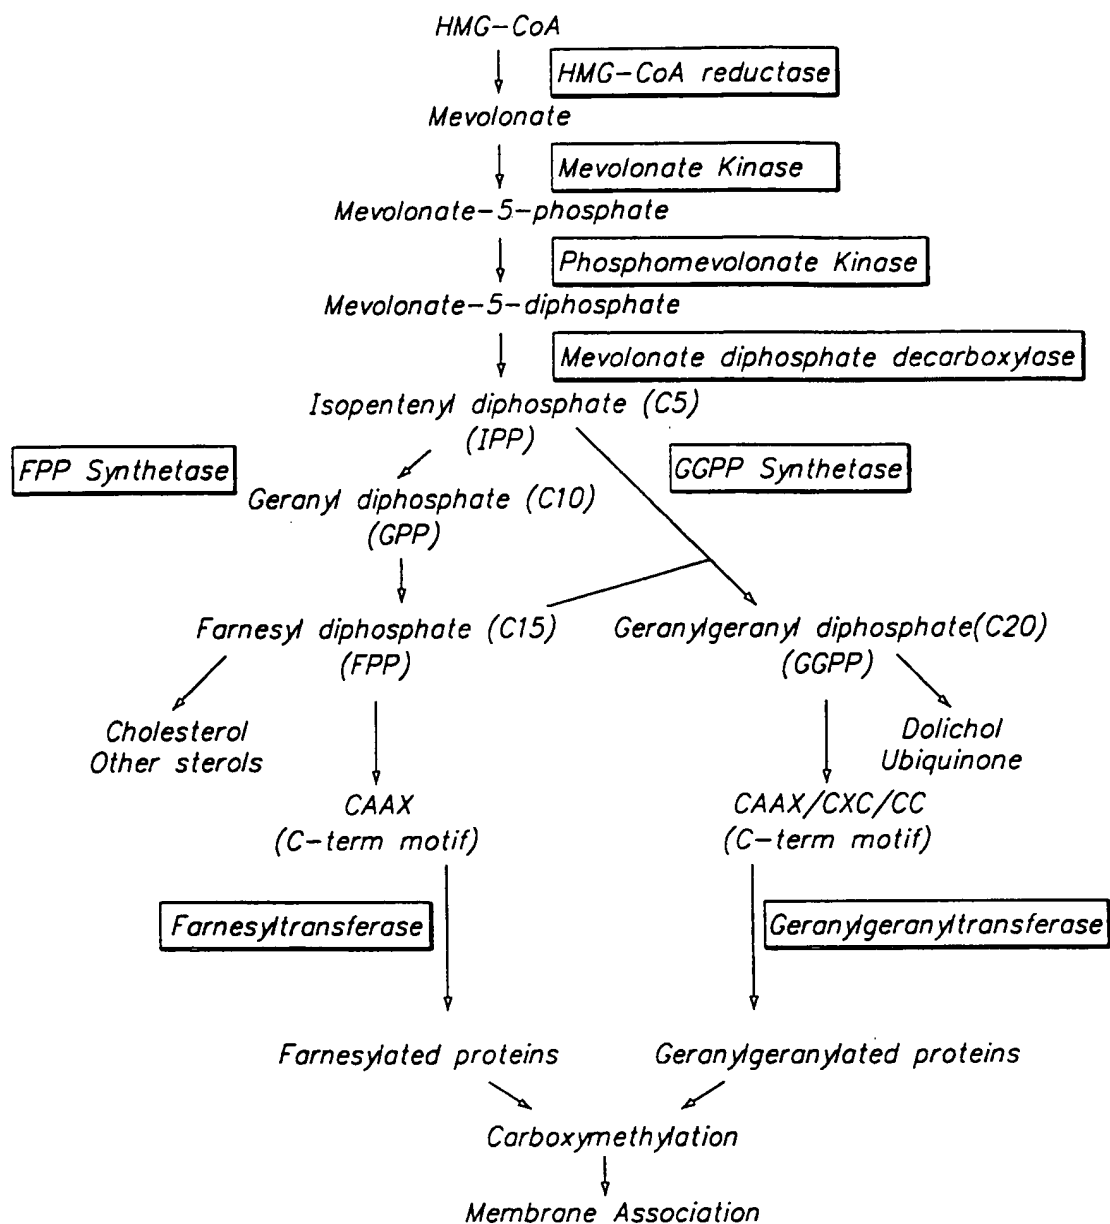 HMG-CoA
HMG-CoA reductase
Mevolonate
Mevolonate Kinase
Mevolonate-5-phosphate
Phosphomevolonate Kinase
Mevolonate-5-diphosphate
Mevolonate diphosphate decarboxylase
Isopentenyl diphosphate (C5)
(IPP)
FPP Synthetase
GGPP Synthetase
Geranyl diphosphate (C10)
(GPP)
Farnesyl diphosphate (C15)
(FPP)
Geranylgeranyl diphosphate(C20)
(GGPP)
Cholesterol
Other sterols
Dolichol
Ubiquinone
CAAX
(C-term motif)
CAAX/CXC/CC
(C-term motif)
Farnesyltransferase
Geranylgeranyltransferase
Farnesylated proteins
Geranylgeranylated proteins
Carboxymethylation
Membrane Association